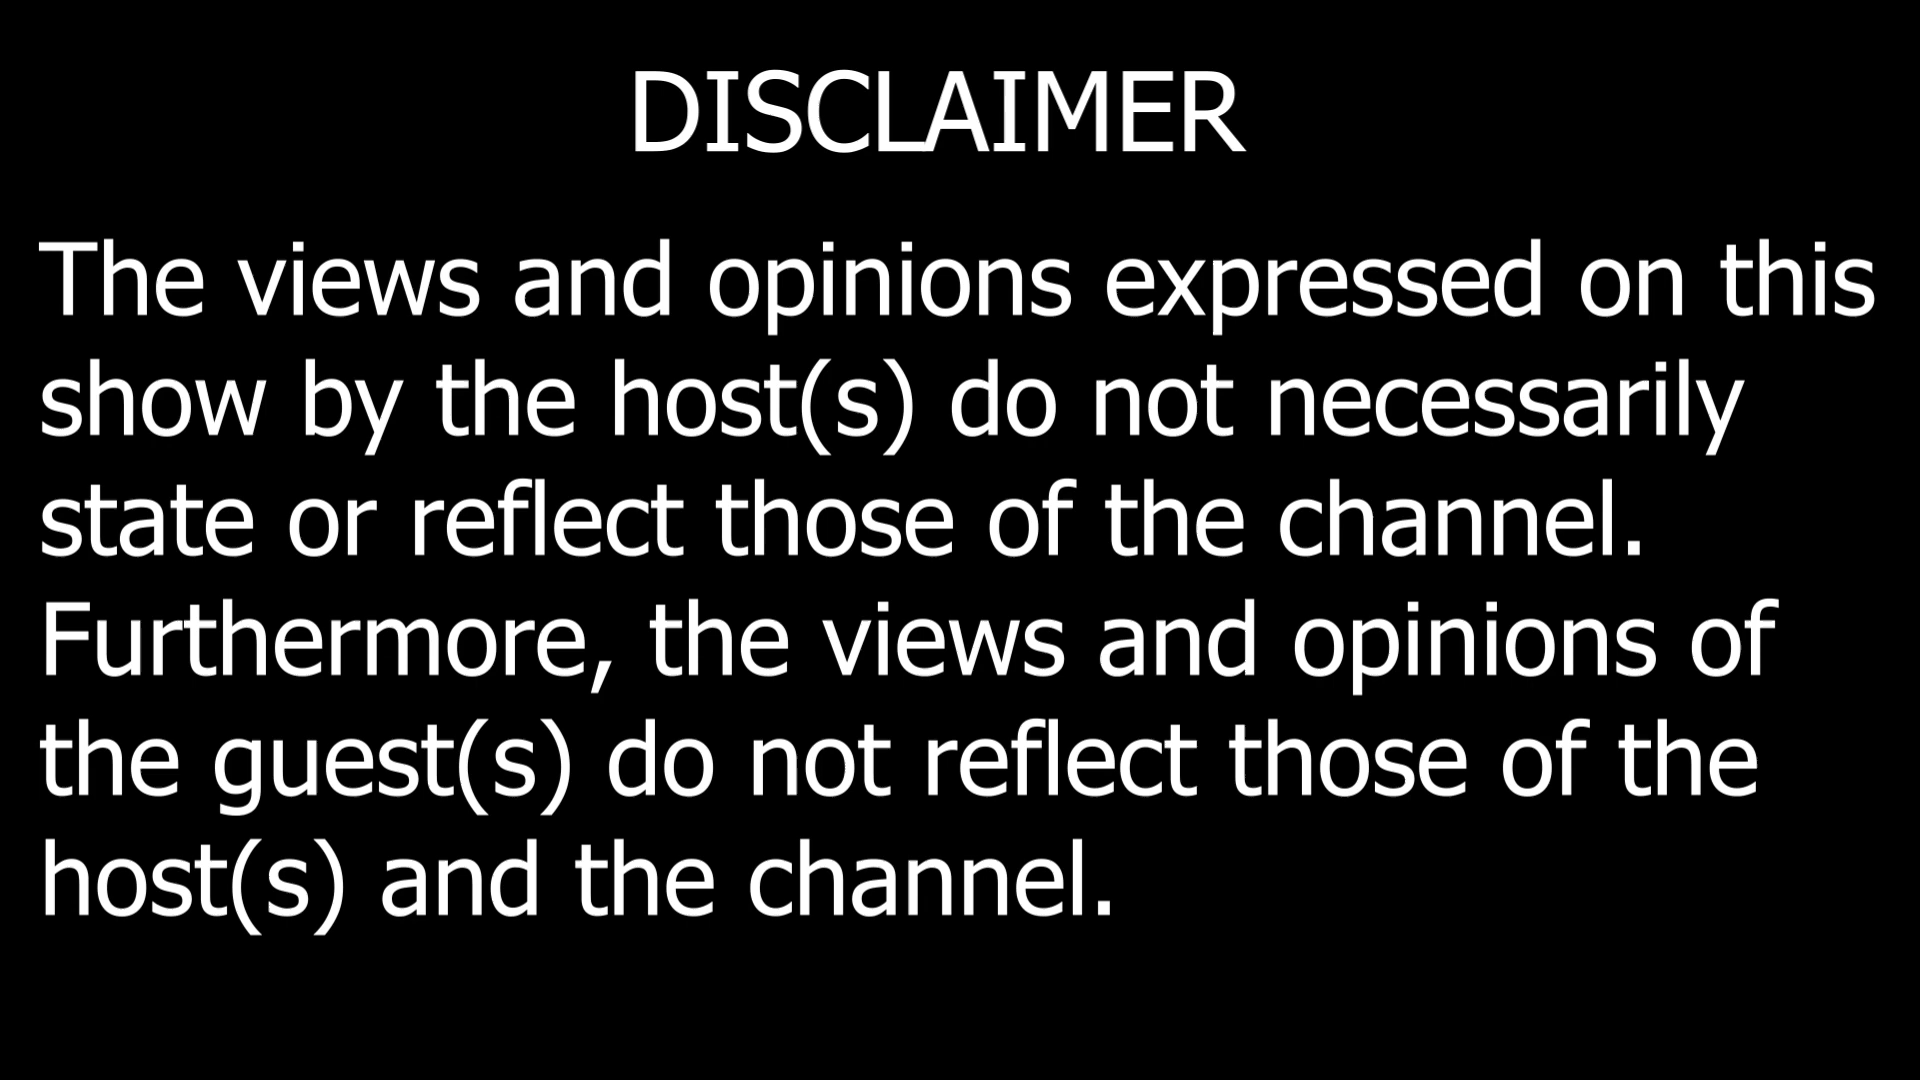 DISCLAIMER
The views and opinions expressed on this
show by the host(s) do not necessarily
state or reflect those of the channel.
Furthermore, the views and opinions of
the guest(s) do not reflect those of the
host(s) and the channel.